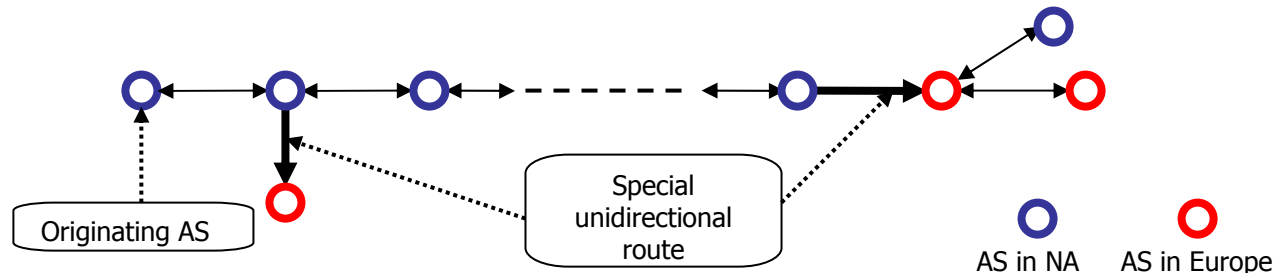 Originating AS
Special
unidirectional
route
AS in NA
AS in Europe